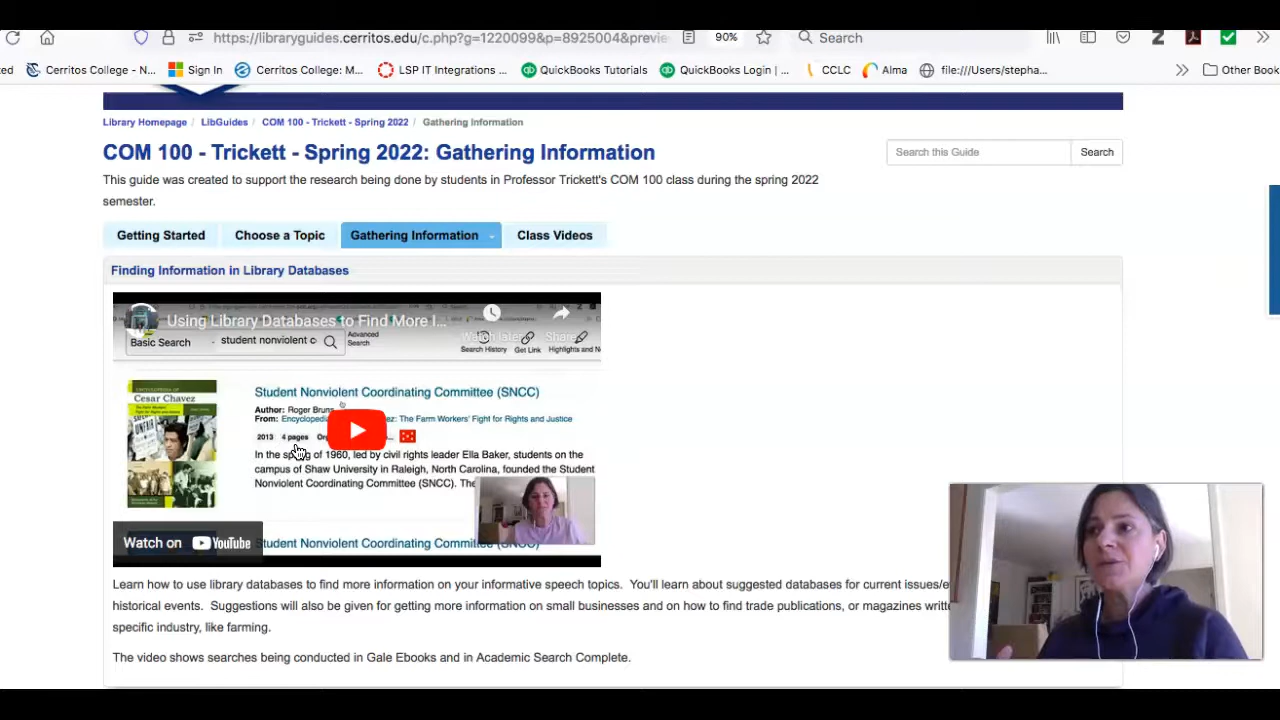 https://libraryguides.cerritos.edu/c.php?g=1220099&p=8925004&previe
90%
Search
ted
Cerritos College - N...
Sign In
Cerritos College: M...
LSP IT Integrations ...
QuickBooks Tutorials
QuickBooks Login | ...
CCLC
Alma
file:///Users/stepha...
Other Book
Library Homepage / LibGuides / COM 100 - Trickett - Spring 2022 / Gathering Information
COM 100 - Trickett - Spring 2022: Gathering Information
Search this Guide
Search
This guide was created to support the research being done by students in Professor Trickett's COM 100 class during the spring 2022
semester.
Getting Started
Choose a Topic
Gathering Information
Class Videos
Finding Information in Library Databases
Using Library Databases to Find More I...
Watch later
Share
Basic Search
student nonviolent c
Advanced
Search
Search History
Get Link
Highlights and N
ENCYCLOPEDIA OF
Cesar Chavez
Student Nonviolent Coordinating Committee (SNCC)
Author: Roger Bruns
From: Encyclopedi
ez: The Farm Workers' Fight for Rights and Justice
2013 4 pages
In the spring of 1960, led by civil rights leader Ella Baker, students on the
campus of Shaw University in Raleigh, North Carolina, founded the Student
Nonviolent Coordinating Committee (SNCC). The
Watch on YouTube
Student Nonviolent Coordinating Committee (SNCC)
Learn how to use library databases to find more information on your informative speech topics. You'll learn about suggested databases for current issues/e
historical events. Suggestions will also be given for getting more information on small businesses and on how to find trade publications, or magazines writte
specific industry, like farming.
The video shows searches being conducted in Gale Ebooks and in Academic Search Complete.